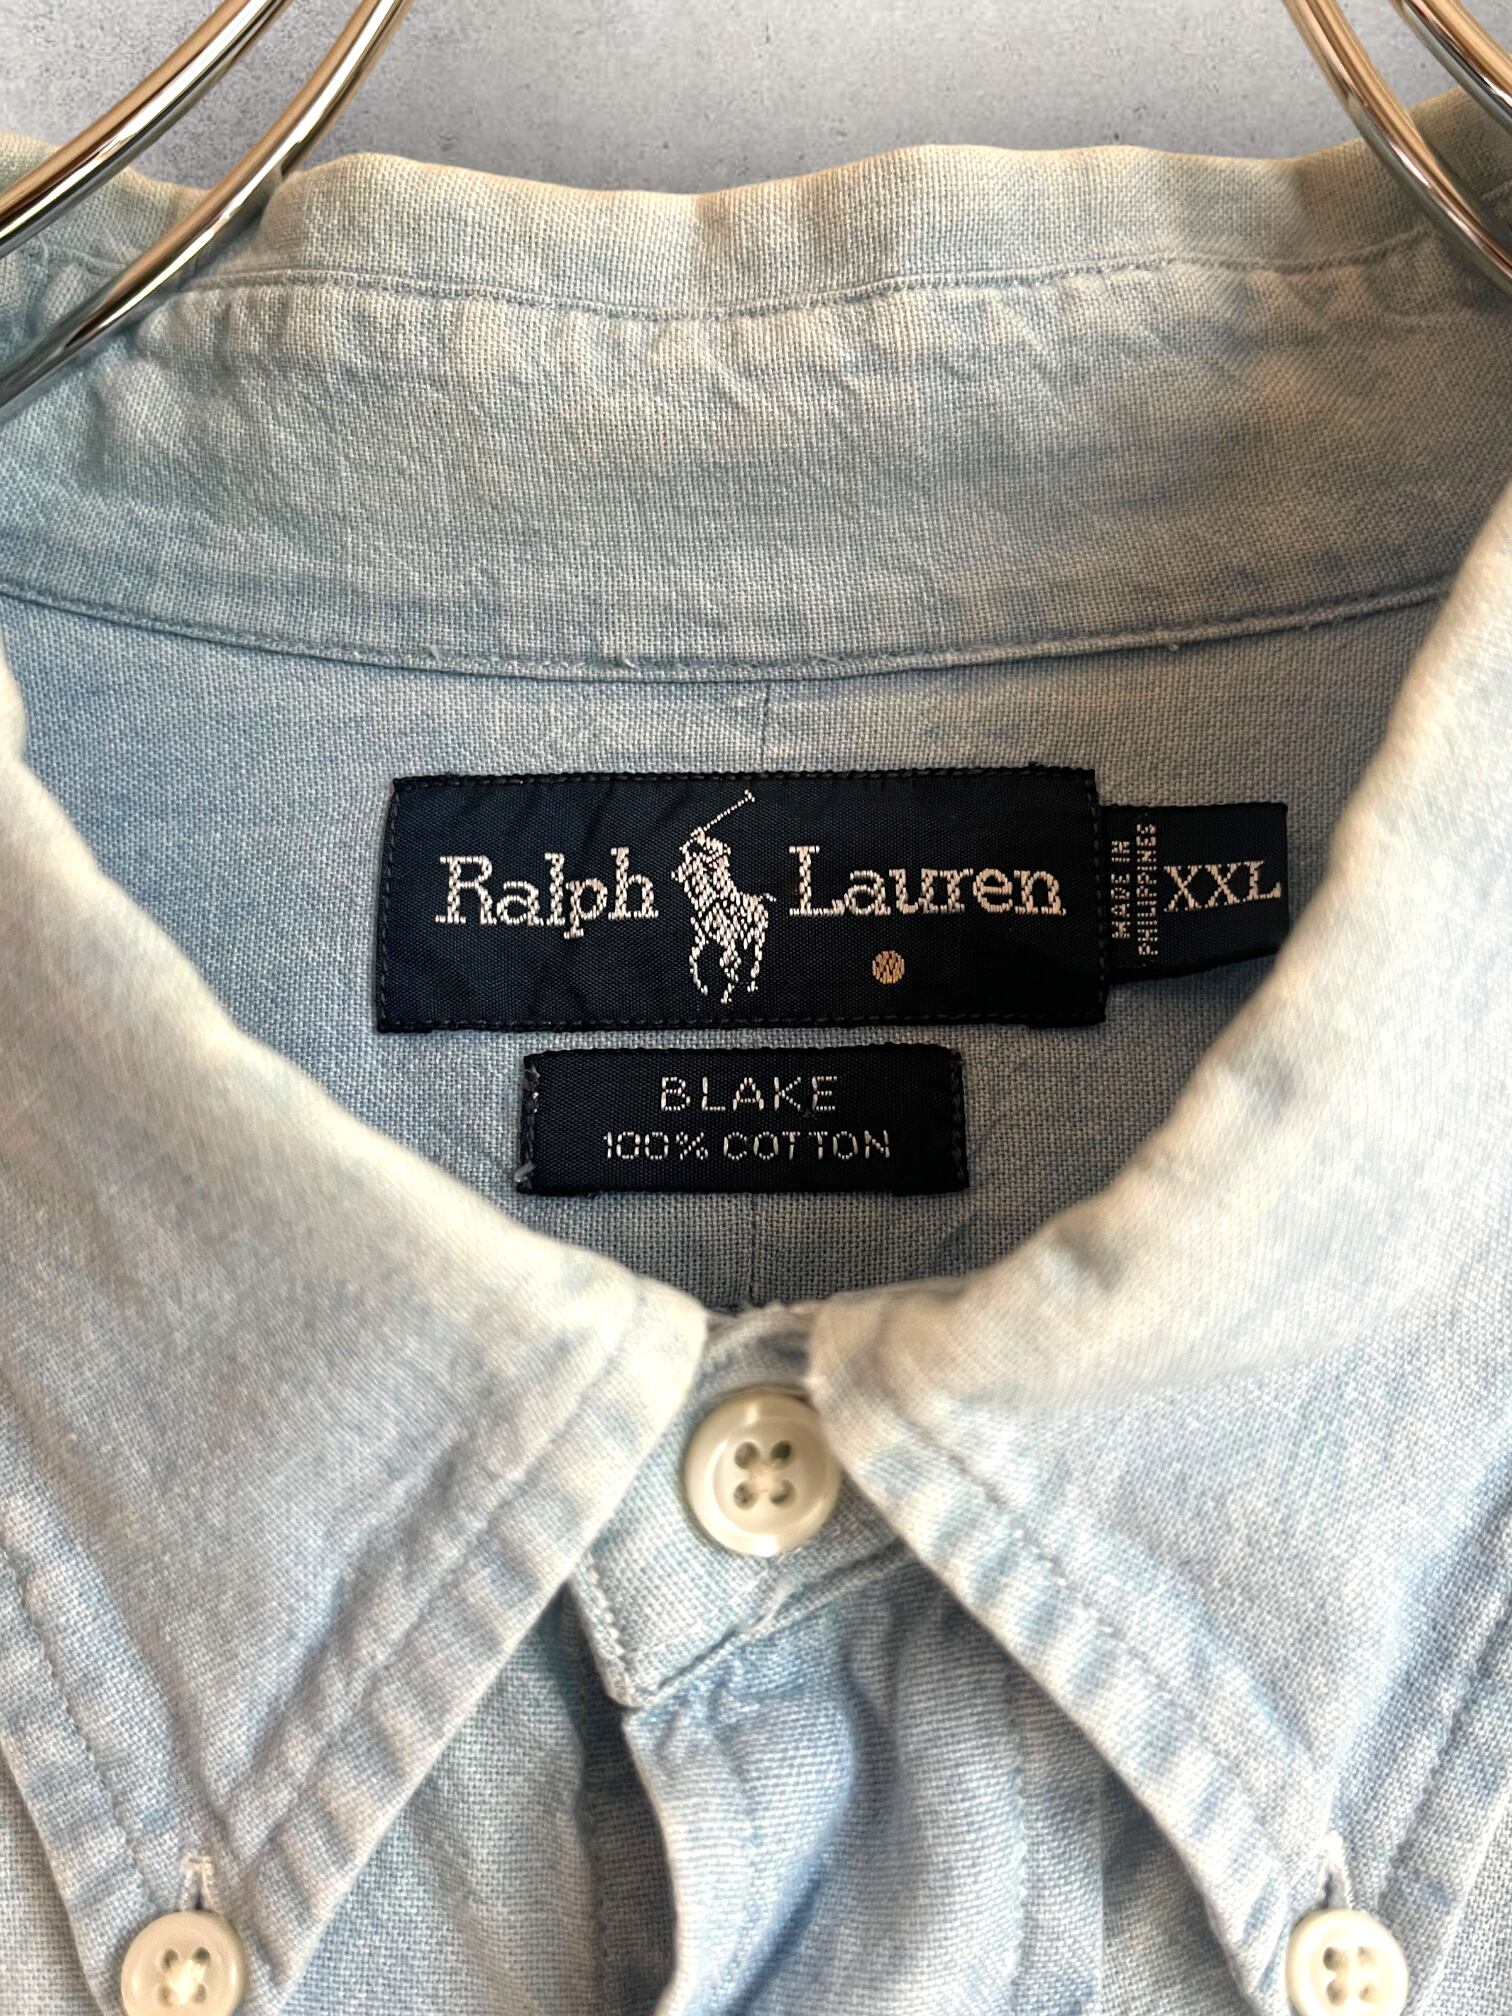 Ralph Lauren
MADE IN
PHILIPPINES
XXL
BLAKE
100% COTTON